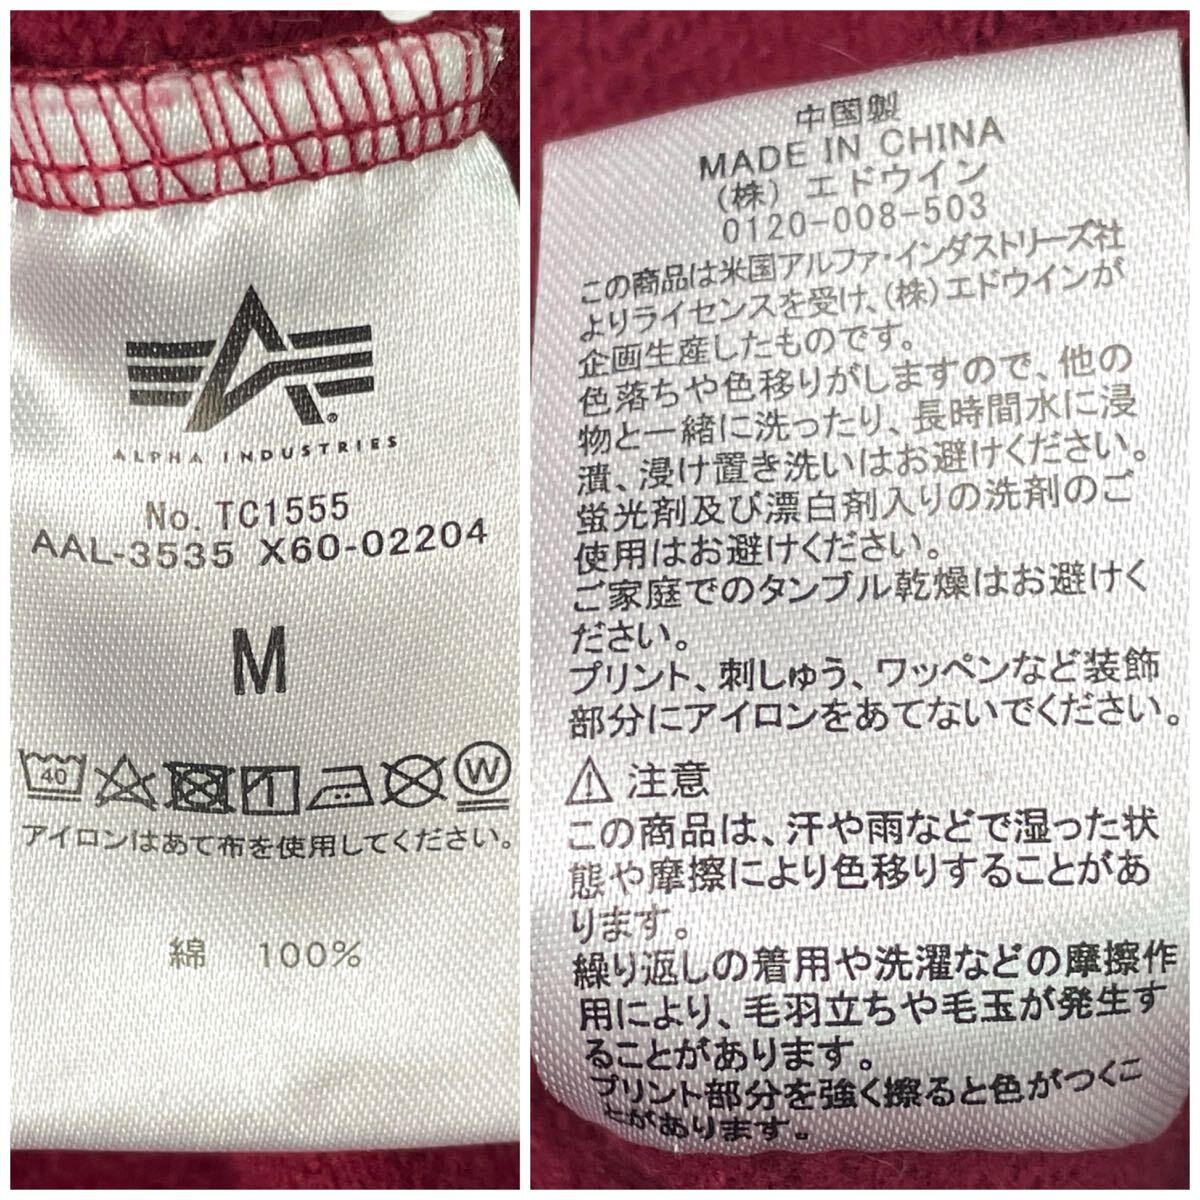 ALPHA INDUSTRIES
No. TC1555
AAL-3535 X60-02204
M
40
W
アイロンはあて布を使用してください。
綿 100%
中国製
MADE IN CHINA
(株) エドウイン
0120-008-503
この商品は米国アルファ・インダストリーズ社
よりライセンスを受け、(株)エドウインが
企画生産したものです。
色落ちや色移りがしますので、他の
物と一緒に洗ったり、長時間水に浸
漬、浸け置き洗いはお避けください。
蛍光剤及び漂白剤入りの洗剤のご
使用はお避けください。
ご家庭でのタンブル乾燥はお避けく
ださい。
プリント、刺しゅう、ワッペンなど装飾
部分にアイロンをあてないでください。
注意
この商品は、汗や雨などで湿った状
態や摩擦により色移りすることがあ
ります。
繰り返しの着用や洗濯などの摩擦作
用により、毛羽立ちや毛玉が発生す
ることがあります。
プリント部分を強く擦ると色がつくこ
とがあります。